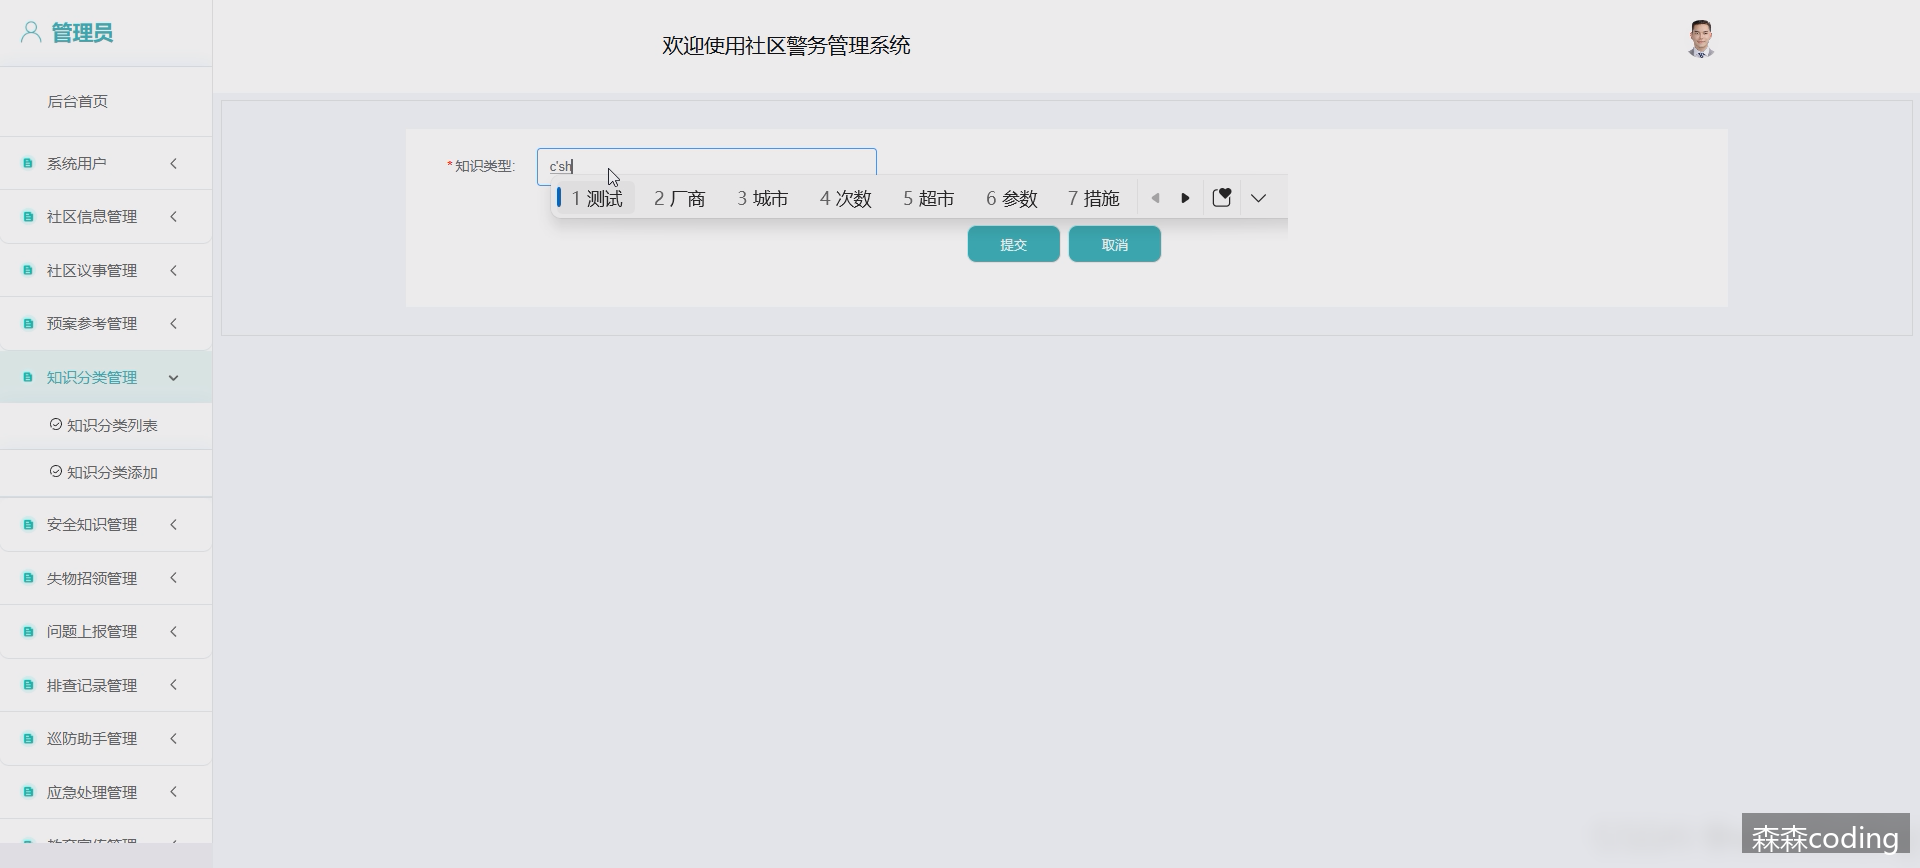 管理员
欢迎使用社区警务管理系统
后台首页
系统用户
社区信息管理
社区议事管理
预案参考管理
知识分类管理
知识分类列表
知识分类添加
安全知识管理
失物招领管理
问题上报管理
排查记录管理
巡防助手管理
应急处理管理
*知识类型:
c'sh
1 测试 2 厂商 3 城市 4 次数 5 超市 6 参数 7 措施
提交 取消
森森coding